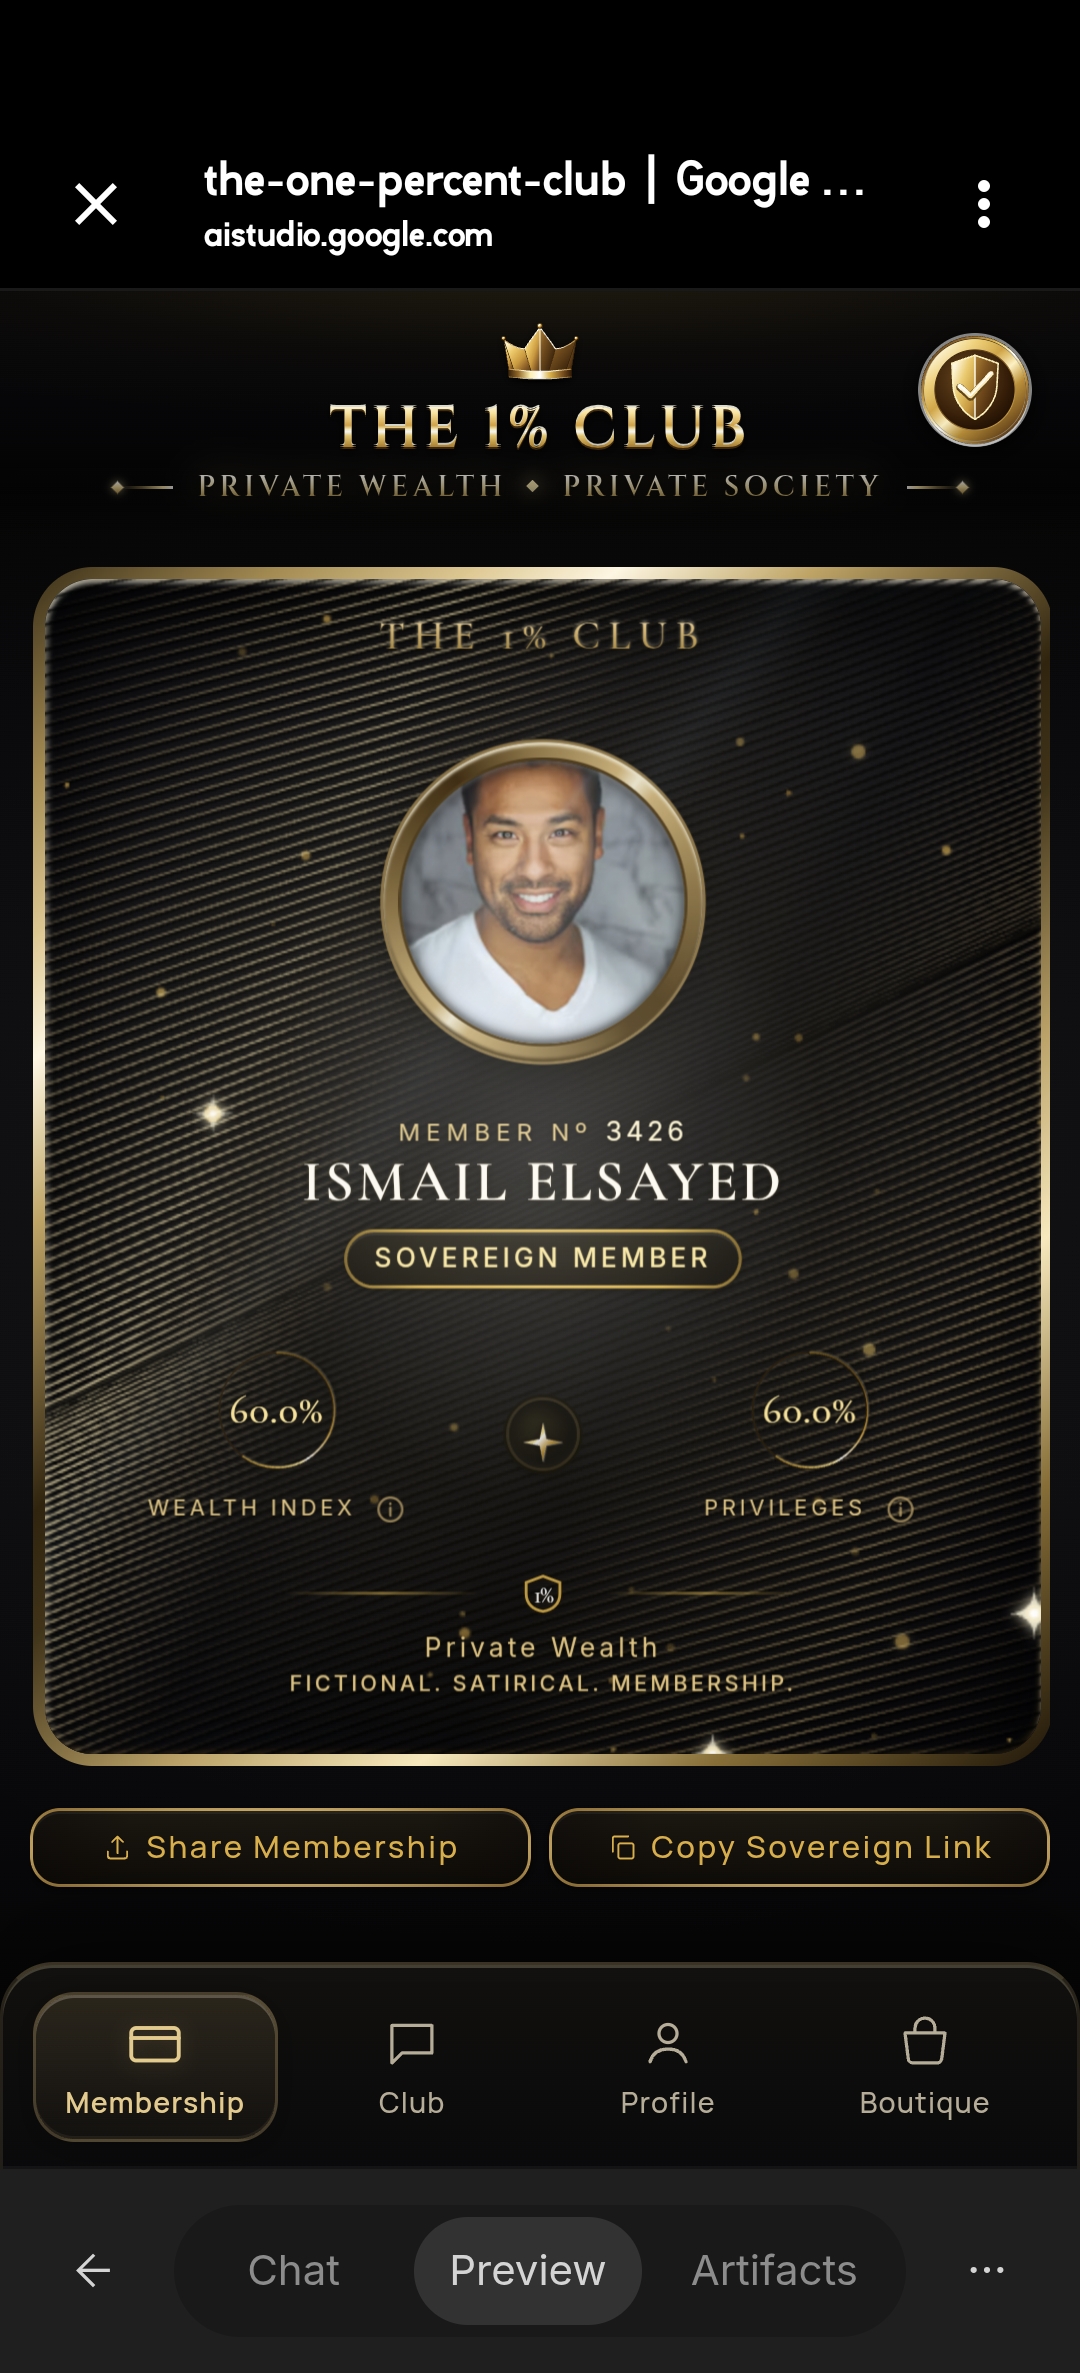 the-one-percent-club | Google ...
aistudio.google.com
THE 1% CLUB
PRIVATE WEALTH ◆ PRIVATE SOCIETY
THE 1% CLUB
MEMBER Nº 3426
ISMAIL ELSAYED
SOVEREIGN MEMBER
60.0% 60.0%
WEALTH INDEX PRIVILEGES
1%
Private Wealth
FICTIONAL. SATIRICAL. MEMBERSHIP.
Share Membership Copy Sovereign Link
Membership Club Profile Boutique
Chat Preview Artifacts